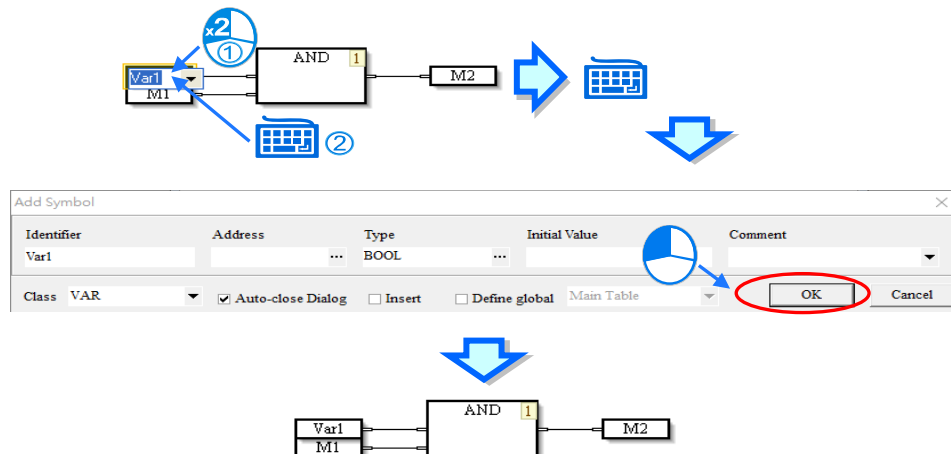 x2
①
AND 1
Var1
M2
M1
②
Add Symbol
Identifier Address Type Initial Value Comment
Var1 ... BOOL ...
Class VAR Auto-close Dialog Insert Define global Main Table OK Cancel
AND 1
Var1 M2
M1